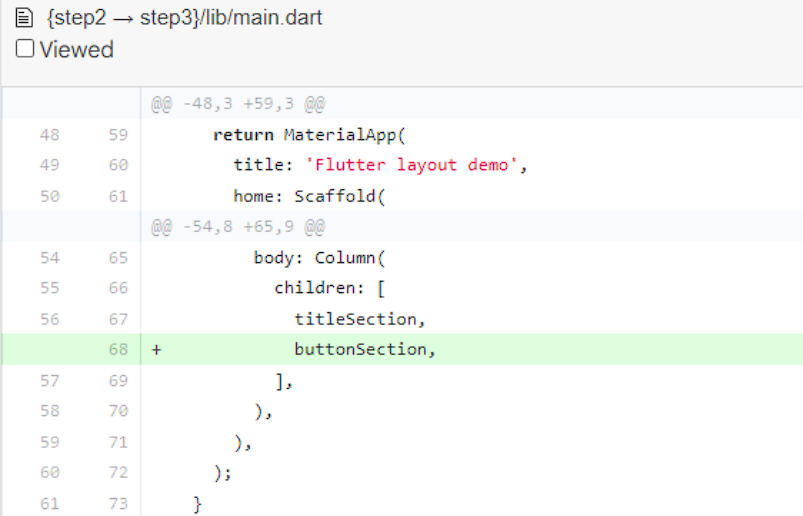 {step2 → step3}/lib/main.dart
Viewed
@@ -48,3 +59,3 @@
48 59 return MaterialApp(
49 60 title: 'Flutter layout demo',
50 61 home: Scaffold(
@@ -54,8 +65,9 @@
54 65 body: Column(
55 66 children: [
56 67 titleSection,
68 + buttonSection,
57 69 ],
58 70 ),
59 71 ),
60 72 );
61 73 }